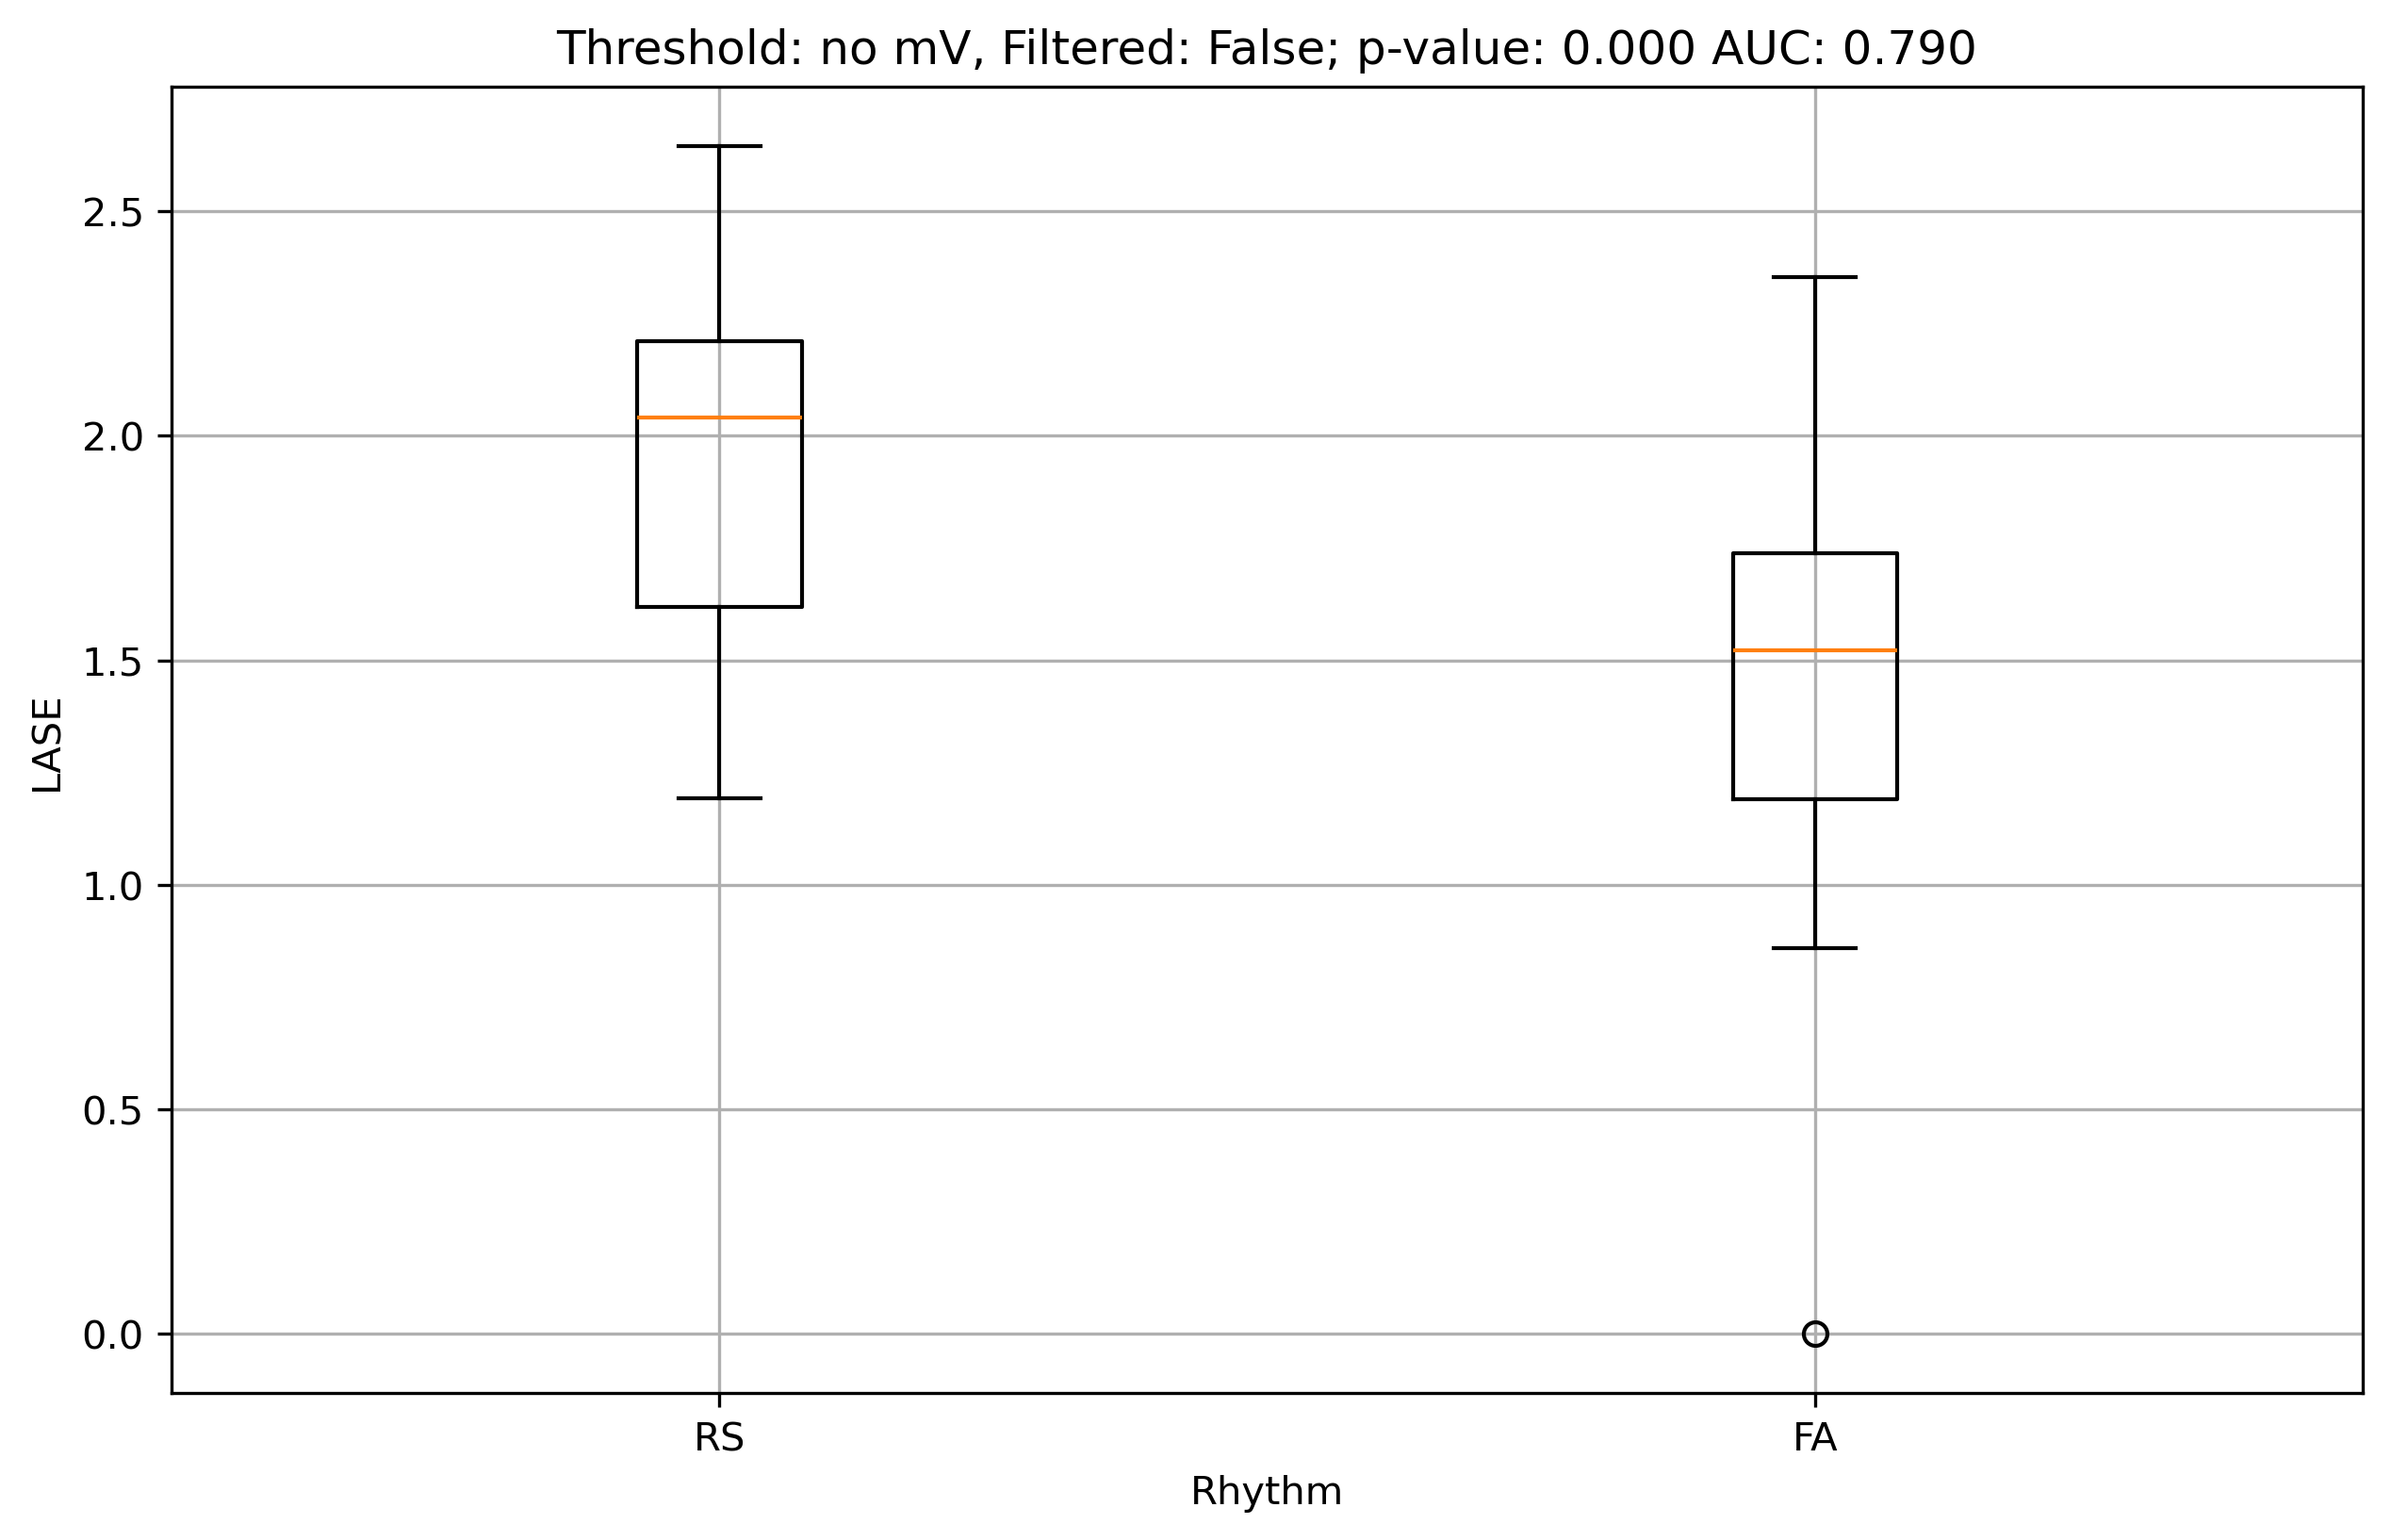 Threshold: no mV, Filtered: False; p-value: 0.000 AUC: 0.790
2.5
2.0
1.5
1.0
0.5
0.0
LASE
RS
FA
Rhythm